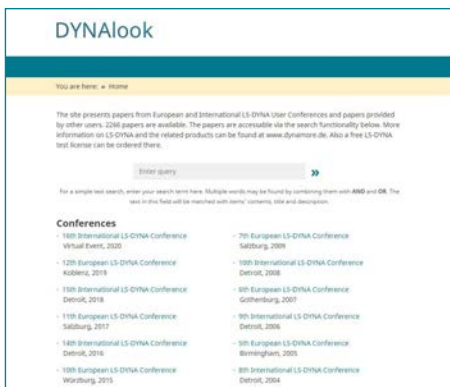 DYNAlook
You are here: » Home
The site presents papers from European and International LS-DYNA User Conferences and papers provided
by other users. 2266 papers are available. The papers are accessable via the search functionality below. More
information on LS-DYNA and the related products can be found at www.dynamore.de. Also a free LS-DYNA
test license can be ordered there.
Enter query »
For a simple text search, enter your search term here. Multiple words may be found by combining them with AND and OR. The
text in this field will be matched with items' contents, title and description.
Conferences
- 16th International LS-DYNA Conference
Virtual Event, 2020
- 12th European LS-DYNA Conference
Koblenz, 2019
- 15th International LS-DYNA Conference
Detroit, 2018
- 11th European LS-DYNA Conference
Salzburg, 2017
- 14th International LS-DYNA Conference
Detroit, 2016
- 10th European LS-DYNA Conference
Würzburg, 2015
- 7th European LS-DYNA Conference
Salzburg, 2009
- 10th International LS-DYNA Conference
Detroit, 2008
- 6th European LS-DYNA Conference
Gothenburg, 2007
- 9th International LS-DYNA Conference
Detroit, 2006
- 5th European LS-DYNA Conference
Birmingham, 2005
- 8th International LS-DYNA Conference
Detroit, 2004